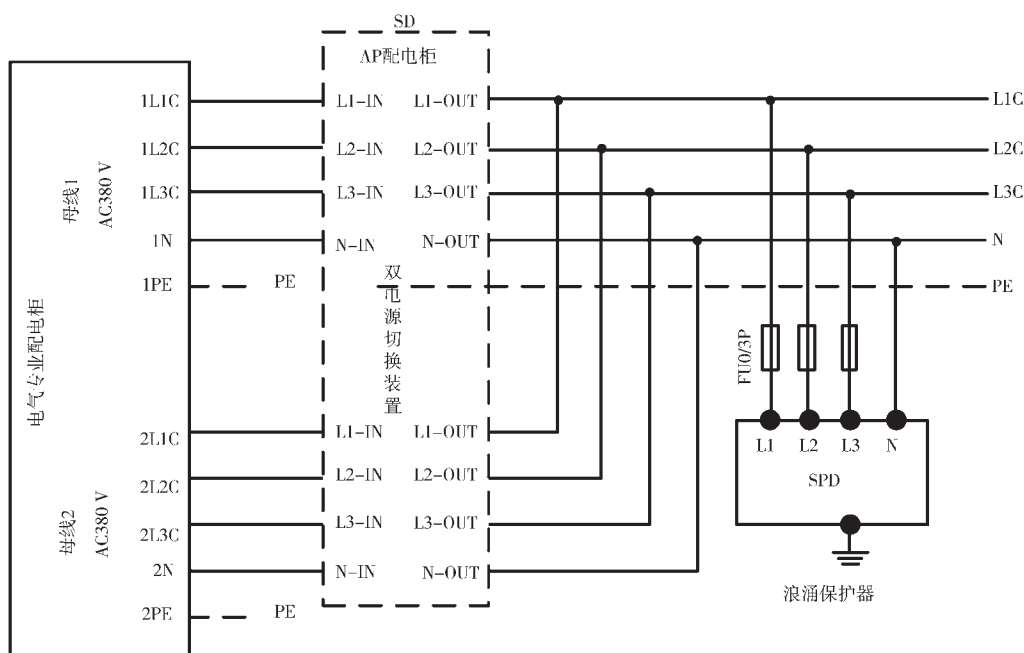 SD
AP配电柜
1L1C
L1-IN
L1-OUT
L1C
1L2C
L2-IN
L2-OUT
L2C
母线1
AC380 V
1L3C
L3-IN
L3-OUT
L3C
1N
N-IN
N-OUT
N
1PE
PE
双电源切换装置
PE
电气专业配电柜
FU0/3P
2L1C
L1-IN
L1-OUT
L1
L2
L3
N
2L2C
L2-IN
L2-OUT
SPD
母线2
AC380 V
2L3C
L3-IN
L3-OUT
2N
N-IN
N-OUT
浪涌保护器
2PE
PE